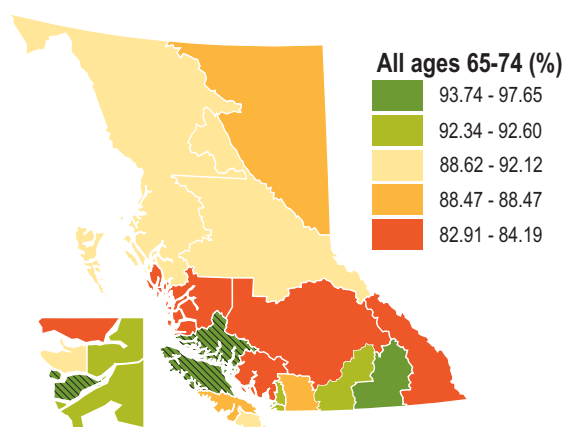 All ages 65-74 (%)
93.74 - 97.65
92.34 - 92.60
88.62 - 92.12
88.47 - 88.47
82.91 - 84.19